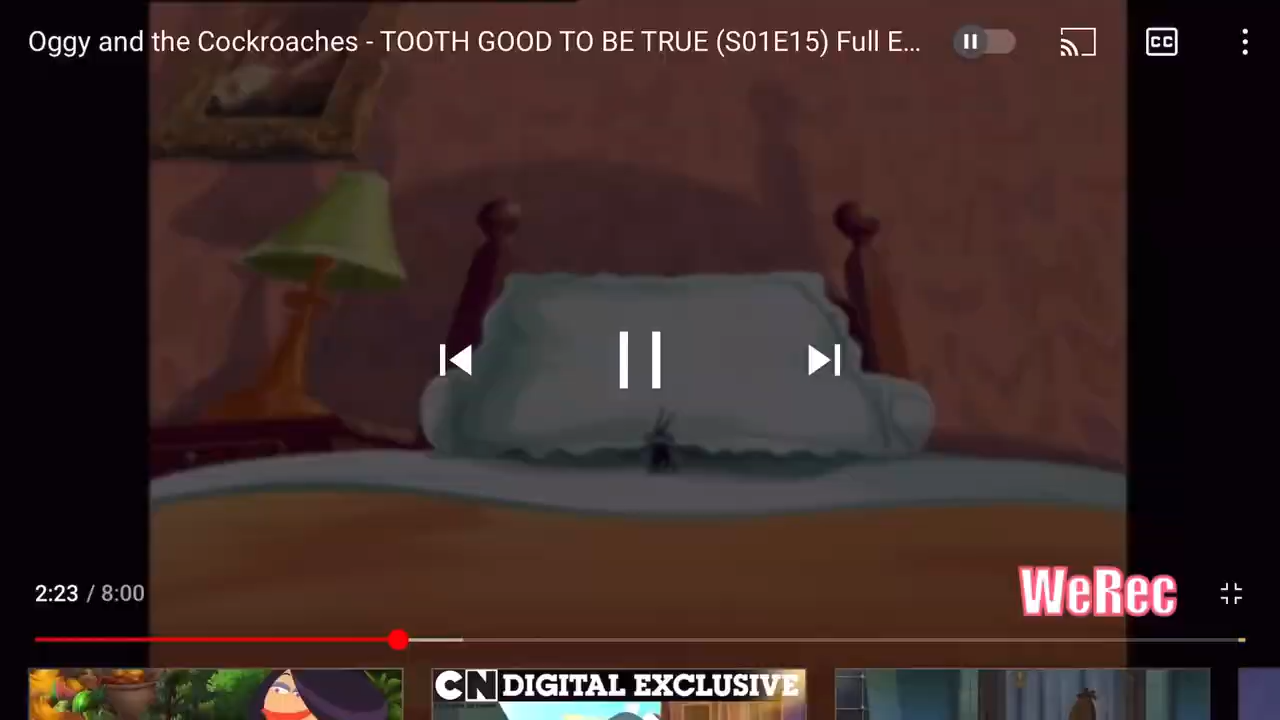 Oggy and the Cockroaches - TOOTH GOOD TO BE TRUE (S01E15) Full E...
CC
2:23 / 8:00
WeRec
CN DIGITAL EXCLUSIVE